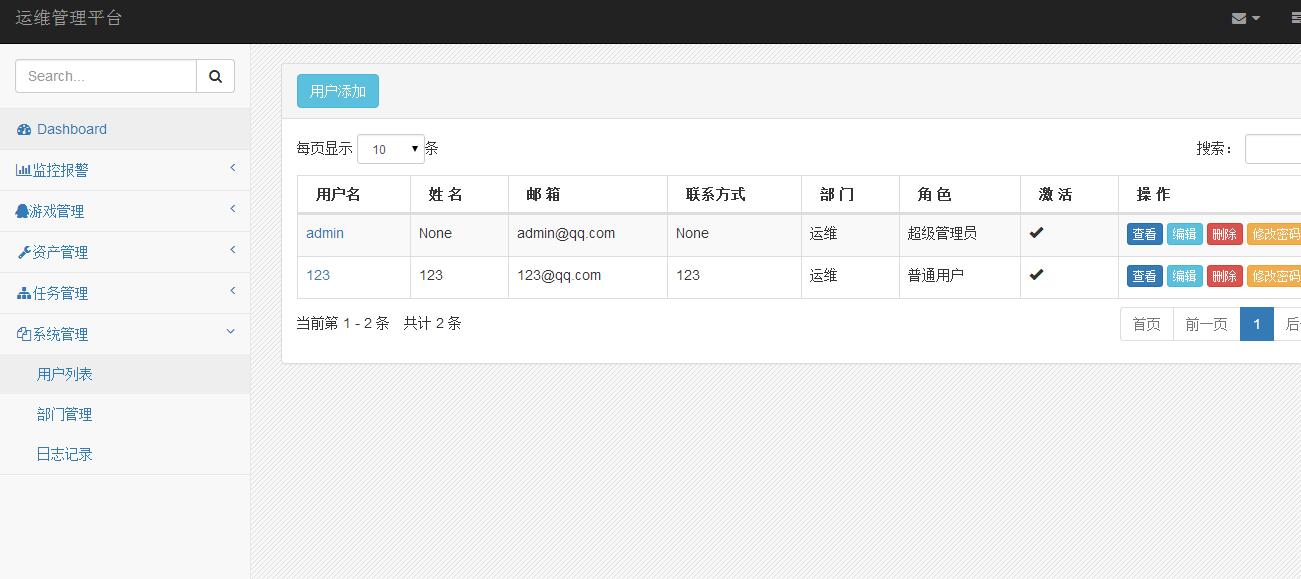 运维管理平台
Search...
Dashboard
监控报警
游戏管理
资产管理
任务管理
系统管理
用户列表
部门管理
日志记录
用户添加
每页显示 10 条 搜索：
用户名 姓 名 邮 箱 联系方式 部 门 角 色 激 活 操 作
admin None admin@qq.com None 运维 超级管理员 查看 编辑 删除 修改密码
123 123 123@qq.com 123 运维 普通用户 查看 编辑 删除 修改密码
当前第 1 - 2 条 共计 2 条 首页 前一页 1 后